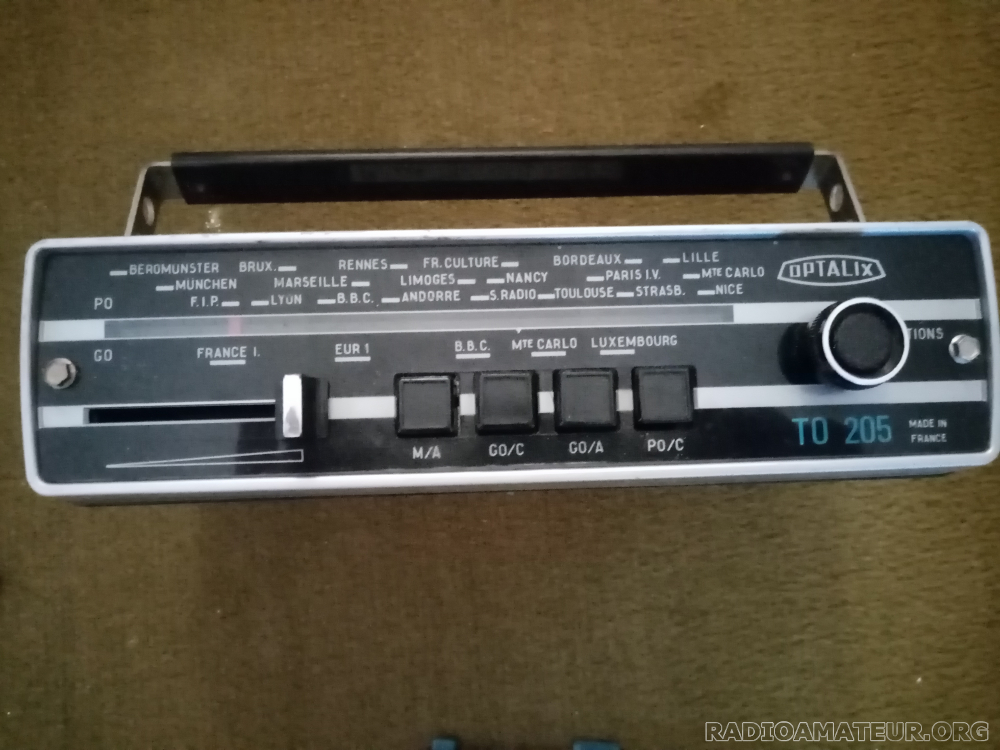 BEROMUNSTER BRUX. RENNES FR.CULTURE BORDEAUX LILLE
MUNCHEN MARSEILLE LIMOGES NANCY PARIS I.V. MTE CARLO
F.I.P. LYON B.B.C. ANDORRE S.RADIO TOULOUSE STRASB. NICE
OPTALIX
PO
GO FRANCE I. EUR 1 B.B.C. MTE CARLO LUXEMBOURG TIONS
M/A GO/C GO/A PO/C
TO 205
MADE IN
FRANCE
RADIOAMATEUR.ORG